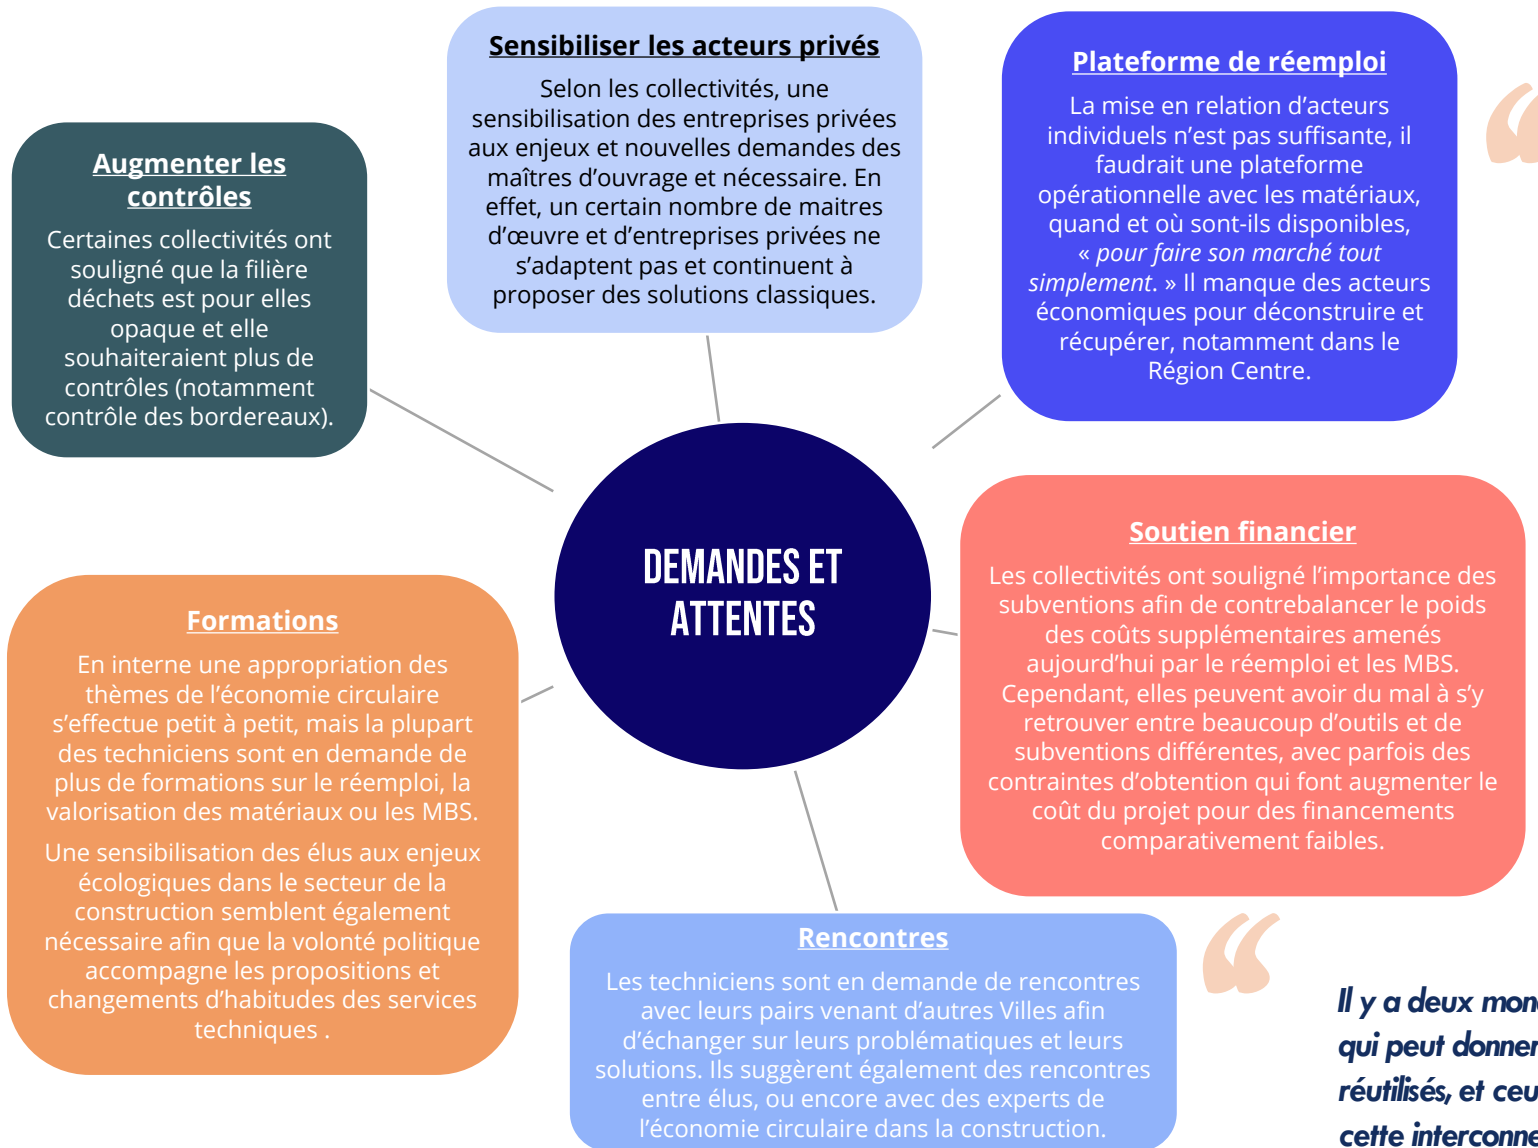 Sensibiliser les acteurs privés
Selon les collectivités, une
sensibilisation des entreprises privées
aux enjeux et nouvelles demandes des
maîtres d'ouvrage et nécessaire. En
effet, un certain nombre de maitres
d'œuvre et d'entreprises privées ne
s'adaptent pas et continuent à
proposer des solutions classiques.
Plateforme de réemploi
La mise en relation d'acteurs
individuels n'est pas suffisante, il
faudrait une plateforme
opérationnelle avec les matériaux,
quand et où sont-ils disponibles,
« pour faire son marché tout
simplement. » Il manque des acteurs
économiques pour déconstruire et
récupérer, notamment dans le
Région Centre.
Augmenter les
contrôles
Certaines collectivités ont
souligné que la filière
déchets est pour elles
opaque et elle
souhaiteraient plus de
contrôles (notamment
contrôle des bordereaux).
DEMANDES ET
ATTENTES
Soutien financier
Les collectivités ont souligné l'importance des
subventions afin de contrebalancer le poids
des coûts supplémentaires amenés
aujourd'hui par le réemploi et les MBS.
Cependant, elles peuvent avoir du mal à s'y
retrouver entre beaucoup d'outils et de
subventions différentes, avec parfois des
contraintes d'obtention qui font augmenter le
coût du projet pour des financements
comparativement faibles.
Formations
En interne une appropriation des
thèmes de l'économie circulaire
s'effectue petit à petit, mais la plupart
des techniciens sont en demande de
plus de formations sur le réemploi, la
valorisation des matériaux ou les MBS.
Une sensibilisation des élus aux enjeux
écologiques dans le secteur de la
construction semblent également
nécessaire afin que la volonté politique
accompagne les propositions et
changements d'habitudes des services
techniques .
Rencontres
Les techniciens sont en demande de rencontres
avec leurs pairs venant d'autres Villes afin
d'échanger sur leurs problématiques et leurs
solutions. Ils suggèrent également des rencontres
entre élus, ou encore avec des experts de
l'économie circulaire dans la construction.
Il y a deux
qui peut donner
réutilisés, et
cette